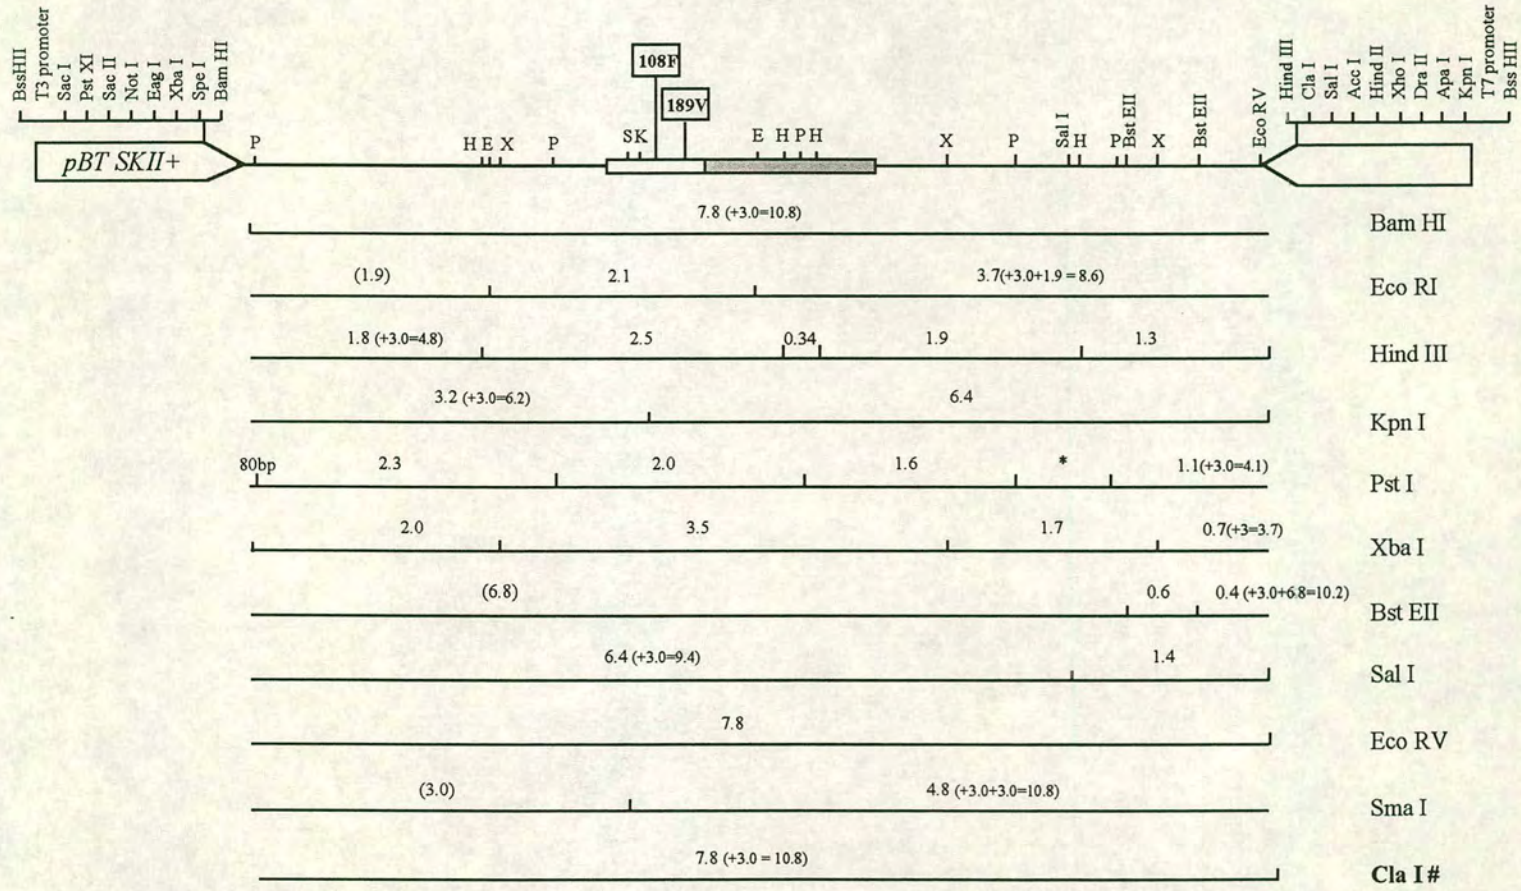 BssHII
T3 promoter
Sac I
Pst XI
Sac II
Not I
Eag I
Xba I
Spe I
Bam HI
Hind III
Cla I
Sal I
Acc I
Hind II
Xho I
Dra II
Apa I
Kpn I
T7 promoter
Bss HII
108F
189V
pBT SKII+
P
H E X
P
S K
E
H P H
X
P
Sal I
H
P
Bst EII
X
Bst EII
Eco RV
7.8 (+3.0=10.8)
Bam HI
(1.9)
2.1
3.7(+3.0+1.9 = 8.6)
Eco RI
1.8 (+3.0=4.8)
2.5
0.34
1.9
1.3
Hind III
3.2 (+3.0=6.2)
6.4
Kpn I
80bp
2.3
2.0
1.6
*
1.1(+3.0=4.1)
Pst I
2.0
3.5
1.7
0.7(+3=3.7)
Xba I
(6.8)
0.6
0.4 (+3.0+6.8=10.2)
Bst EII
6.4 (+3.0=9.4)
1.4
Sal I
7.8
Eco RV
(3.0)
4.8 (+3.0+3.0=10.8)
Sma I
7.8 (+3.0 = 10.8)
Cla I #